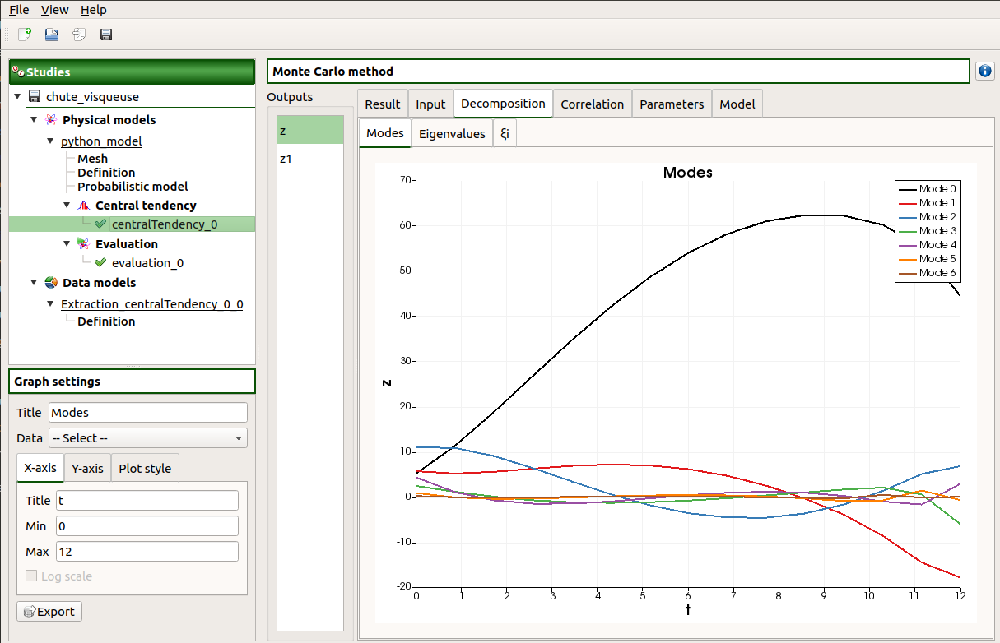 File View Help
Studies
chute_visqueuse
Physical models
python_model
Mesh
Definition
Probabilistic model
Central tendency
centralTendency_0
Evaluation
evaluation_0
Data models
Extraction_centralTendency_0_0
Definition
Graph settings
Title Modes
Data -- Select --
X-axis Y-axis Plot style
Title t
Min 0
Max 12
Log scale
Export
Monte Carlo method
Outputs
z
z1
Result Input Decomposition Correlation Parameters Model
Modes Eigenvalues ξi
Modes
70
60
50
40
30
20
10
0
-10
-20
z
0 1 2 3 4 5 6 7 8 9 10 11 12
t
Mode 0
Mode 1
Mode 2
Mode 3
Mode 4
Mode 5
Mode 6